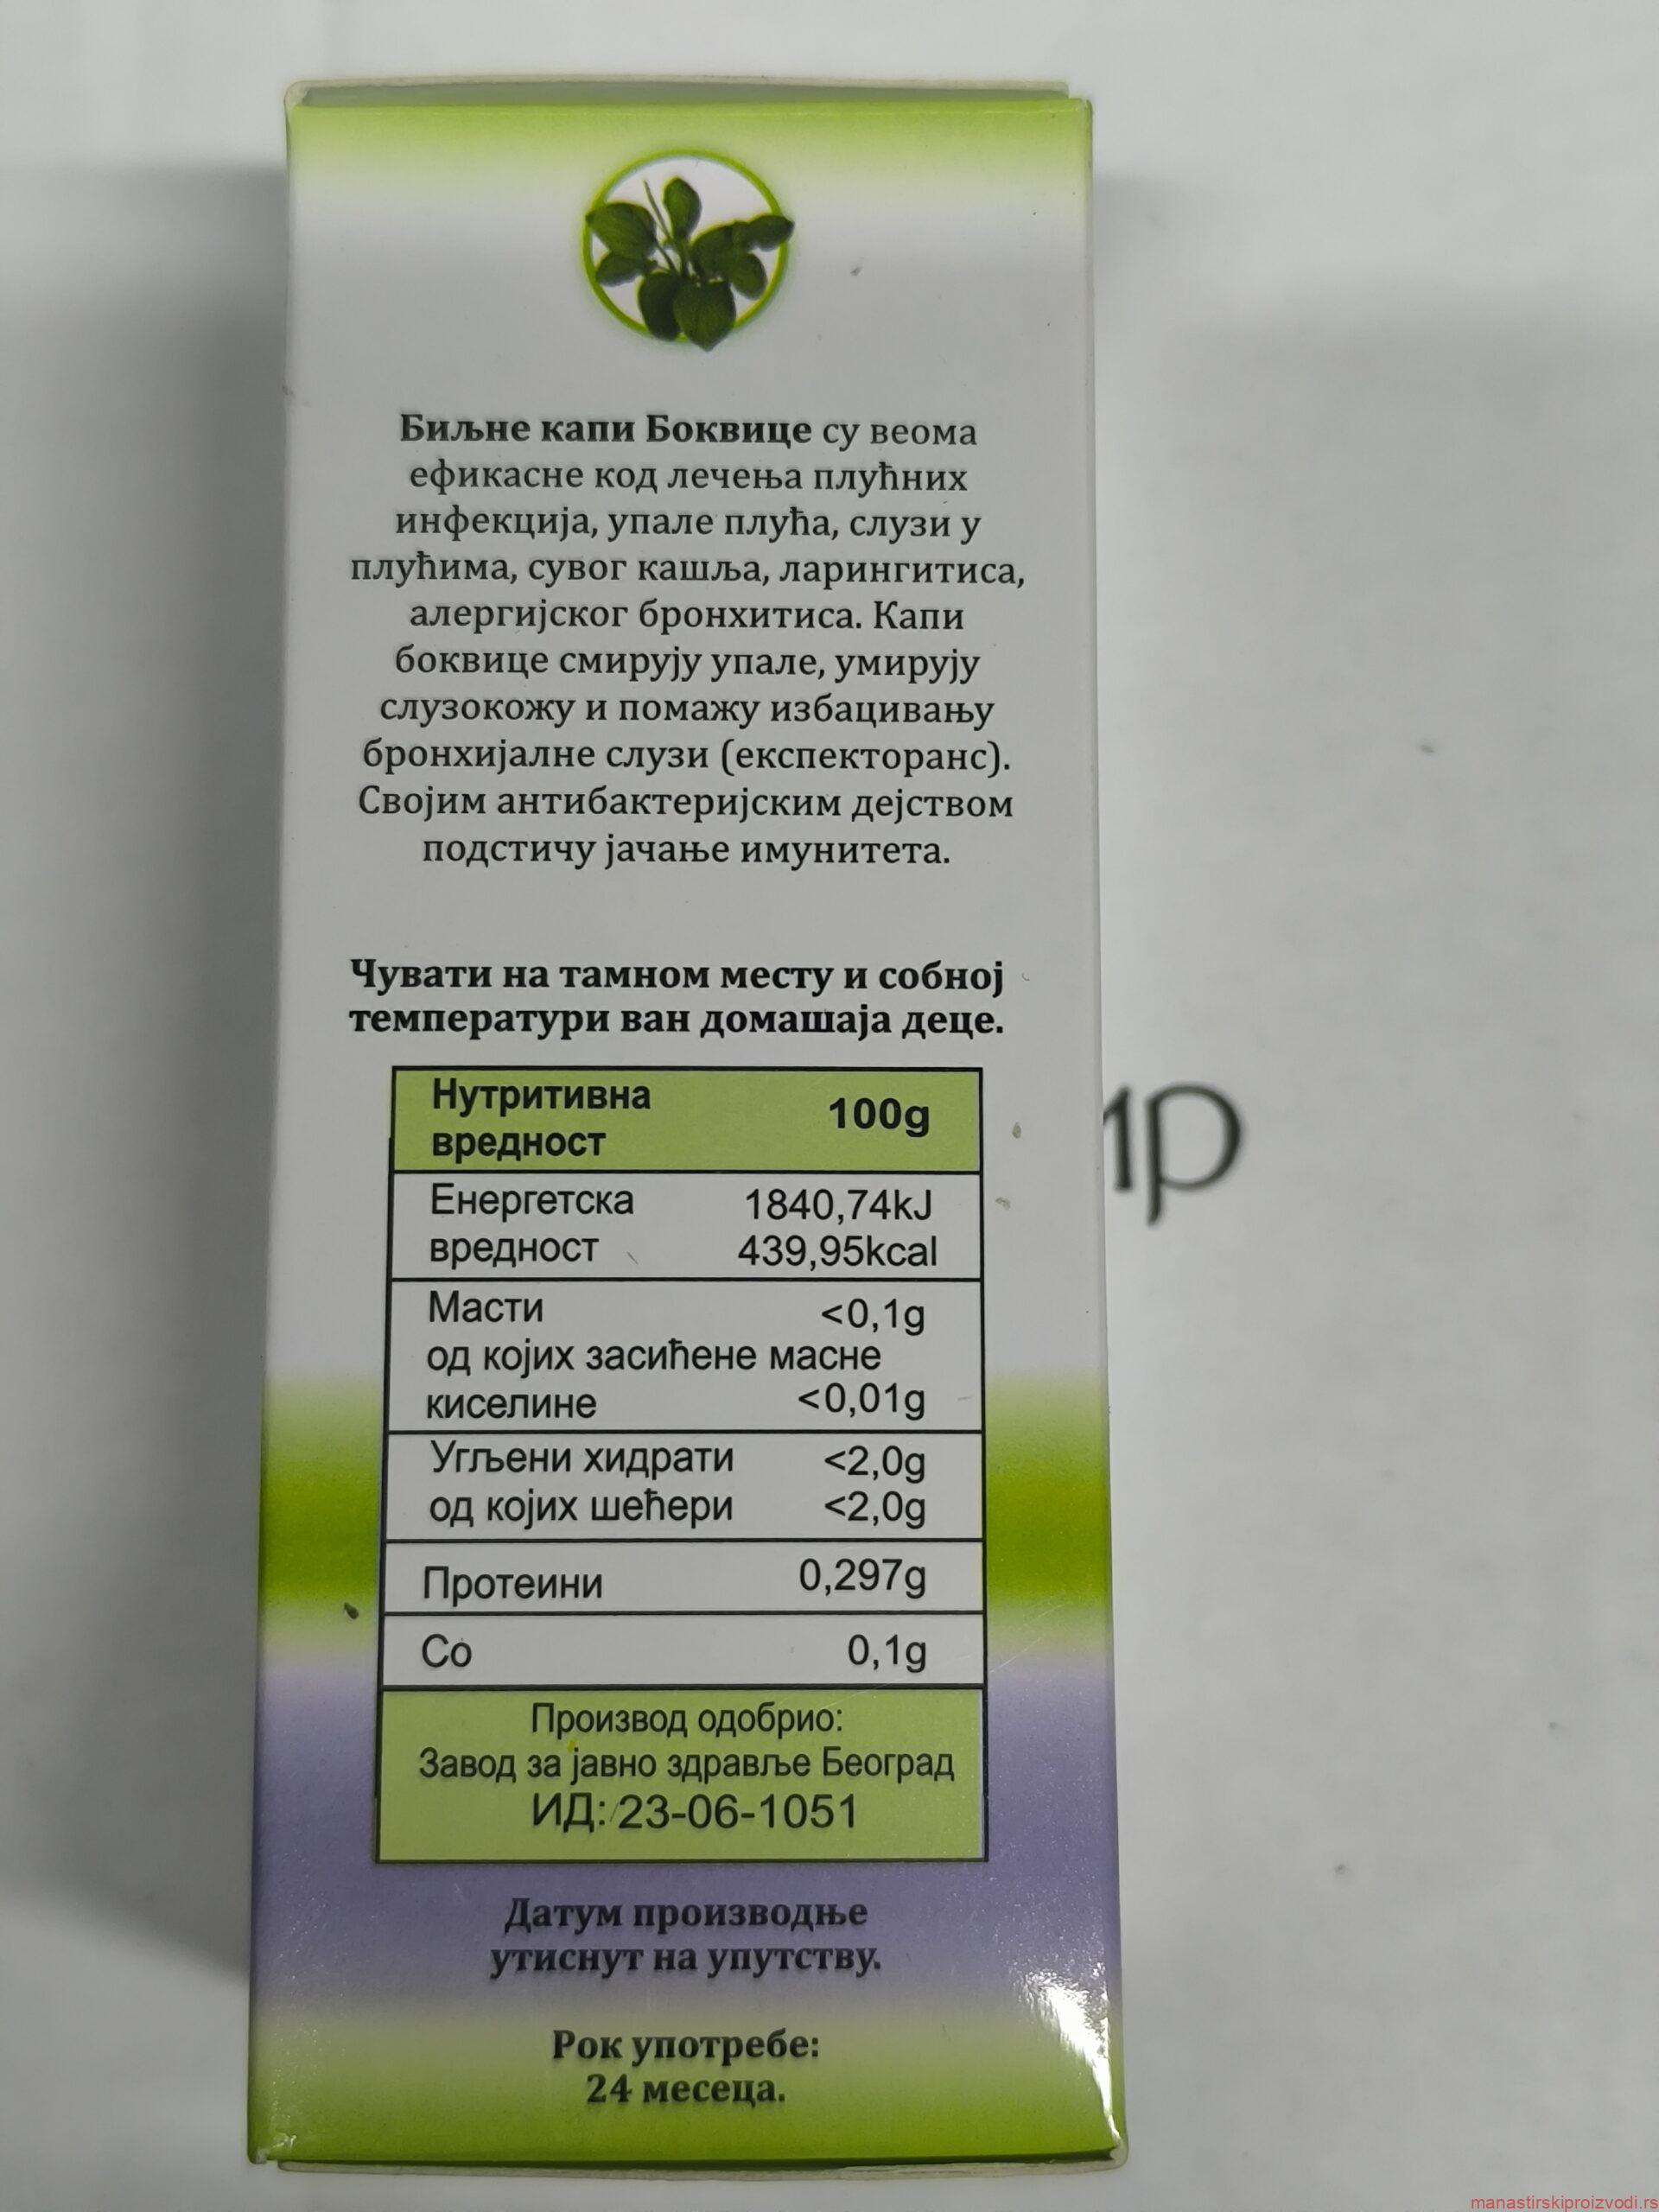 Биљне капи Боквице су веома
ефикасне код лечења плућних
инфекција, упале плућа, слузи у
плућима, сувог кашља, ларингитиса,
алергијског бронхитиса. Капи
боквице смирују упале, умирују
слузокожу и помажу избацивању
бронхијалне слузи (експекторанс).
Својим антибактеријским дејством
подстичу јачање имунитета.
Чувати на тамном месту и собној
температури ван домашаја деце.
Нутритивна
вредност 100g
Енергетска 1840,74kJ
вредност 439,95kcal
Масти <0,1g
од којих засићене масне
киселине <0,01g
Угљени хидрати <2,0g
од којих шећери <2,0g
Протеини 0,297g
Со 0,1g
Производ одобрио:
Завод за јавно здравље Београд
ИД: 23-06-1051
Датум производње
утиснут на упутству.
Рок употребе:
24 месеца.
manastirskiproizvodi.rs